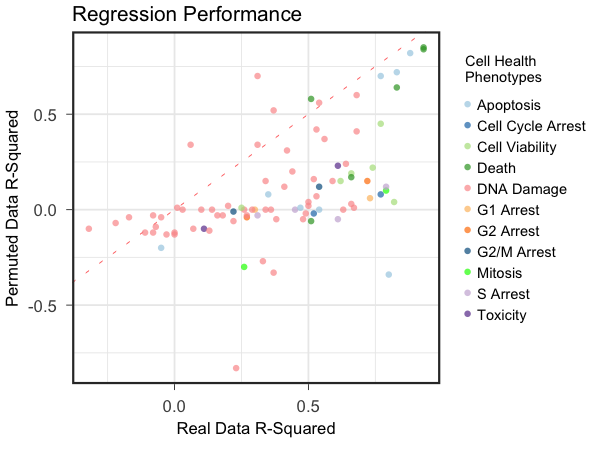 Regression Performance
Permuted Data R-Squared
0.5
0.0
-0.5
0.0
0.5
Real Data R-Squared
Cell Health
Phenotypes
Apoptosis
Cell Cycle Arrest
Cell Viability
Death
DNA Damage
G1 Arrest
G2 Arrest
G2/M Arrest
Mitosis
S Arrest
Toxicity